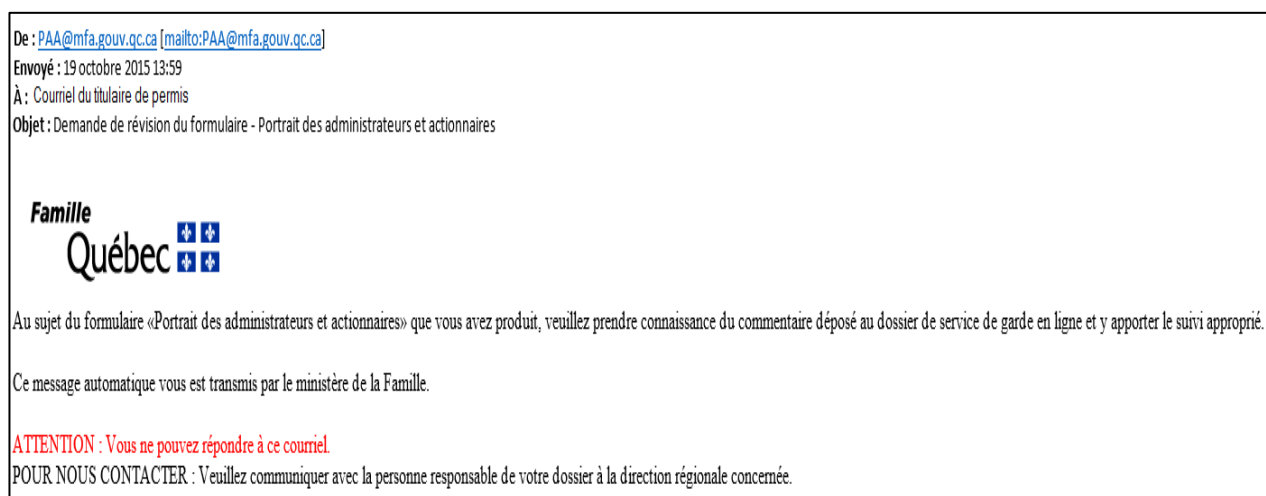 De : PAA@mfa.gouv.qc.ca [mailto:PAA@mfa.gouv.qc.ca]
Envoyé : 19 octobre 2015 13:59
À : Courriel du titulaire de permis
Objet : Demande de révision du formulaire - Portrait des administrateurs et actionnaires
Famille
Québec
Au sujet du formulaire «Portrait des administrateurs et actionnaires» que vous avez produit, veuillez prendre connaissance du commentaire déposé au dossier de service de garde en ligne et y apporter le suivi approprié.
Ce message automatique vous est transmis par le ministère de la Famille.
ATTENTION : Vous ne pouvez répondre à ce courriel.
POUR NOUS CONTACTER : Veuillez communiquer avec la personne responsable de votre dossier à la direction régionale concernée.